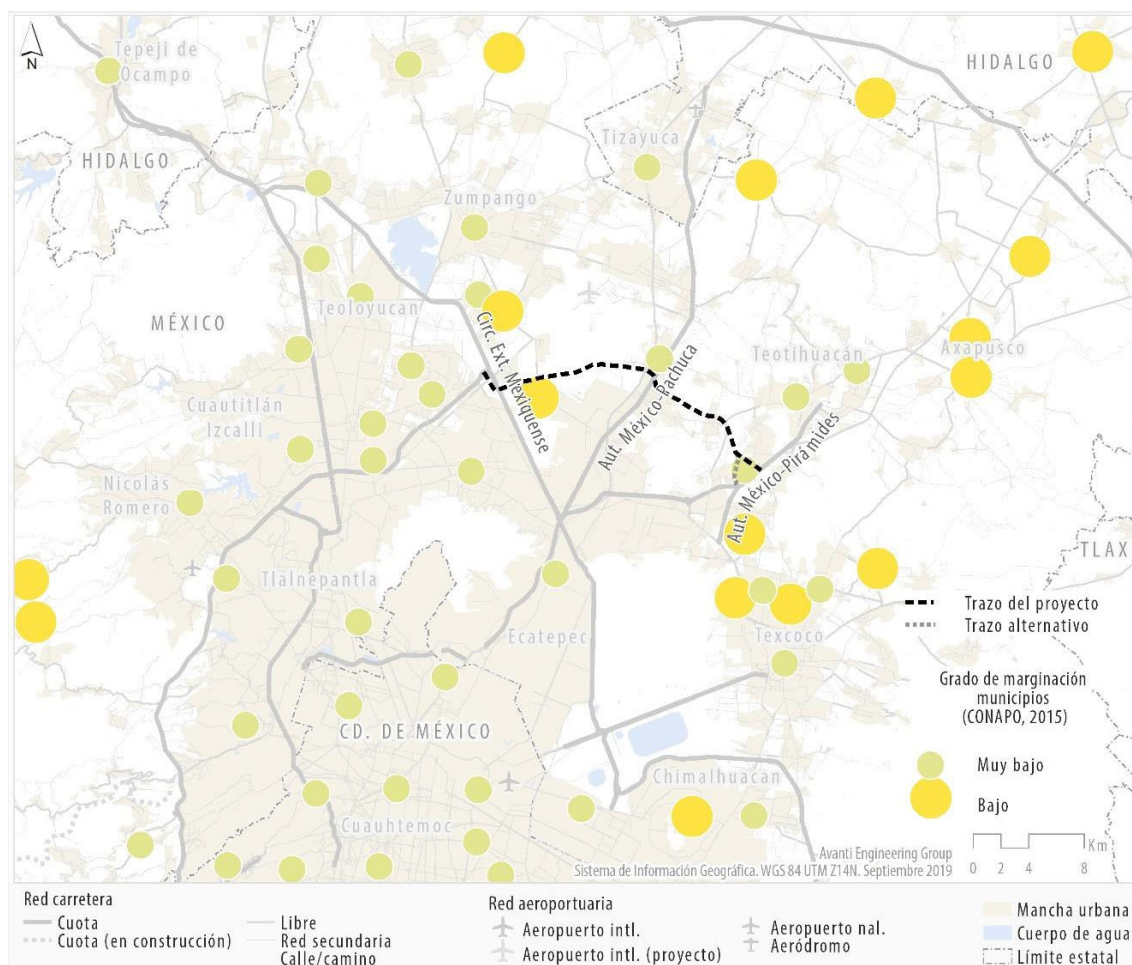 N
Tepeji de
Ocampo
HIDALGO
HIDALGO
Tizayuca
Zumpango
MÉXICO
Teoloyucan
Circ. Ext. Mexiquense
Aut. México-Pachuca
Teotihuacán
Axapusco
Cuautitlán
Izcalli
Aut. México-Pirámides
Nicolás
Romero
TLAX
Tlalnepantla
Ecatepec
Texcoco
CD. DE MÉXICO
Chimalhuacán
Cuauhtemoc
Trazo del proyecto
Trazo alternativo
Grado de marginación
municipios
(CONAPO, 2015)
Muy bajo
Bajo
Km
0 2 4 8
Avanti Engineering Group
Sistema de Información Geográfica. WGS 84 UTM Z14N. Septiembre 2019
Red carretera
Cuota
Cuota (en construcción)
Libre
Red secundaria
Calle/camino
Red aeroportuaria
Aeropuerto intl.
Aeropuerto intl. (proyecto)
Aeropuerto nal.
Aeródromo
Mancha urbana
Cuerpo de agua
Límite estatal